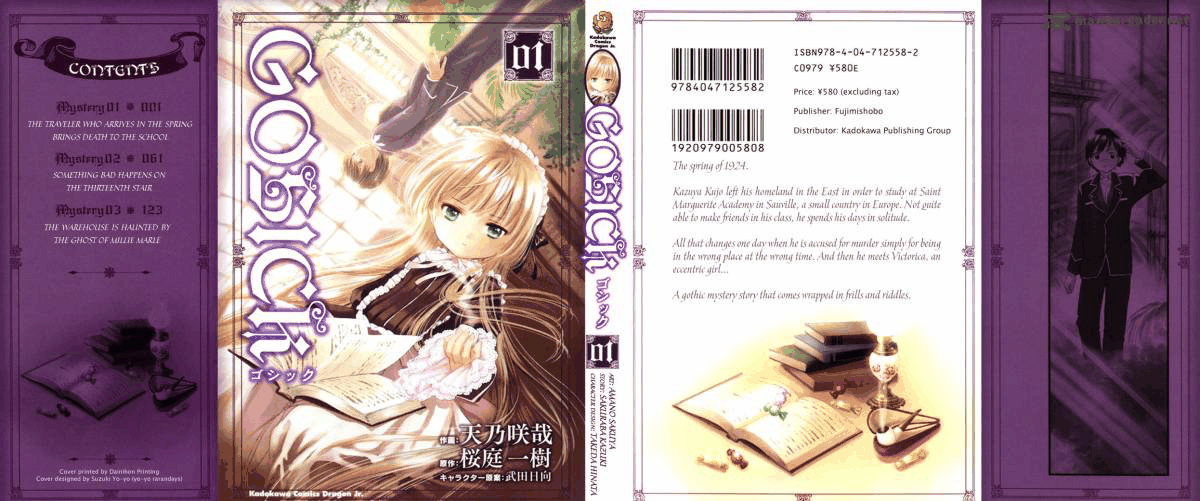 CONTENTS
Mystery01 * 001
THE TRAVELER WHO ARRIVES IN THE SPRING
BRINGS DEATH TO THE SCHOOL
Mystery02 * 061
SOMETHING BAD HAPPENS ON
THE THIRTEENTH STAIR
Mystery03 * 123
THE WAREHOUSE IS HAUNTED BY
THE GHOST OF MILLIE MARLE
Cover printed by Dainihon Printing
Cover designed by Suzuki Yo-yo (yo-yo rarandays)
GOSICK
ゴシック
01
作画:天乃咲哉
原作:桜庭一樹
キャラクター原案:武田日向
Kadokawa Comics Dragon Jr.
Kadokawa
Comics
Dragon Jr.
GOSICK
ゴシック
01
ART: AMANO SAKUYA
STORY: SAKURABA KAZUKI
CHARACTER DESIGN: TAKEDA HINATA
9784047125582
1920979005808
ISBN978-4-04-712558-2
C0979 ¥580E
Price: ¥580 (excluding tax)
Publisher: Fujimishobo
Distributor: Kadokawa Publishing Group
The spring of 1924.
Kazuya Kujo left his homeland in the East in order to study at Saint
Marguerite Academy in Sauville, a small country in Europe. Not quite
able to make friends in his class, he spends his days in solitude.
All that changes one day when he is accused for murder simply for being
in the wrong place at the wrong time. And then he meets Victorica, an
eccentric girl...
A gothic mystery story that comes wrapped in frills and riddles.